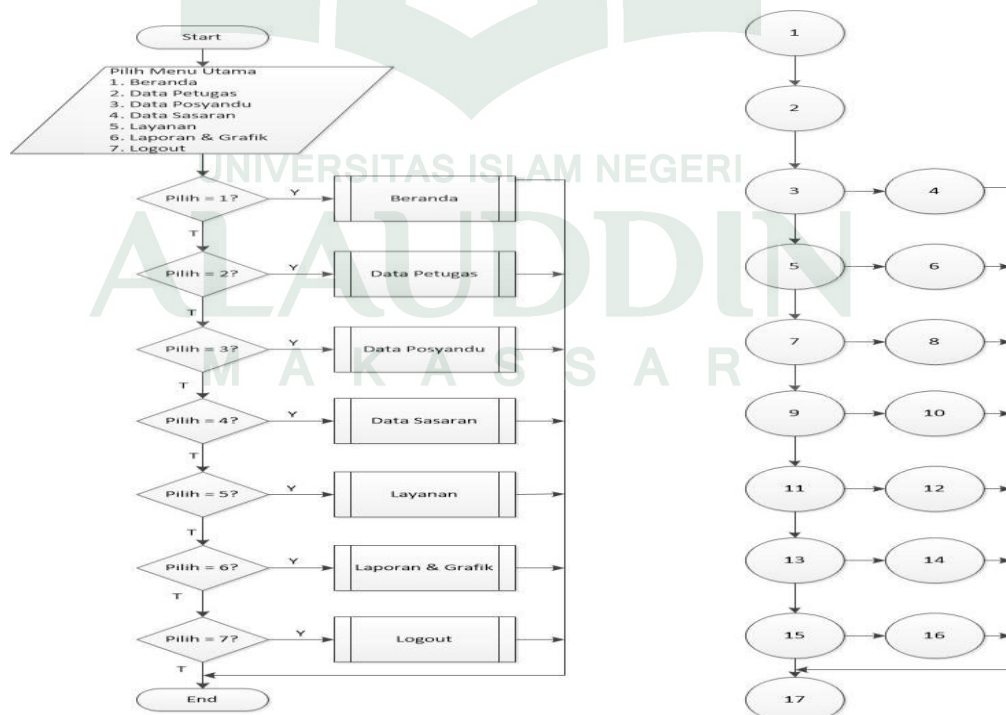 Start
Pilih Menu Utama
1. Beranda
2. Data Petugas
3. Data Posyandu
4. Data Sasaran
5. Layanan
6. Laporan & Grafik
7. Logout
UNIVERSITAS ISLAM NEGERI
ALAUDDIN
MAKASSAR
Pilih = 1?
Y
Beranda
T
Pilih = 2?
Y
Data Petugas
T
Pilih = 3?
Y
Data Posyandu
T
Pilih = 4?
Y
Data Sasaran
T
Pilih = 5?
Y
Layanan
T
Pilih = 6?
Y
Laporan & Grafik
T
Pilih = 7?
Y
Logout
T
End
1
2
3
4
5
6
7
8
9
10
11
12
13
14
15
16
17